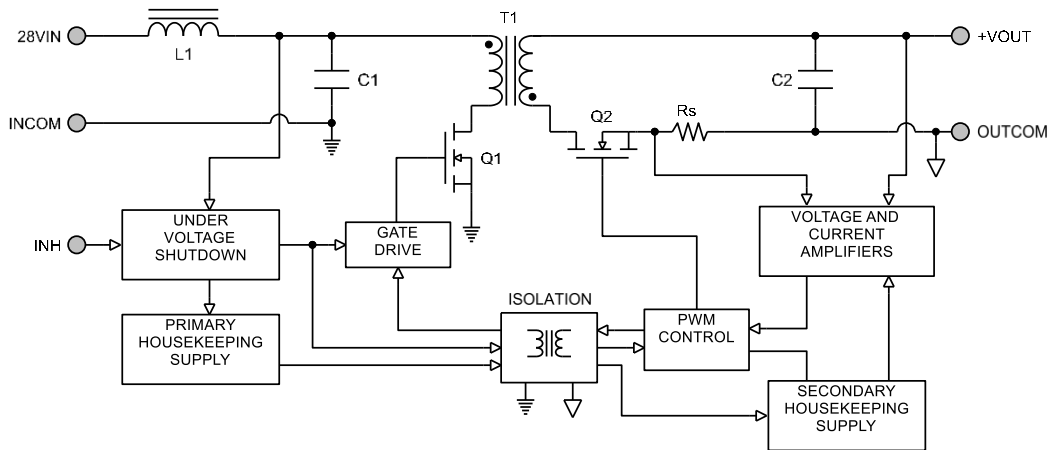 T1
28VIN
L1
C1
C2
+VOUT
INCOM
Q1
Q2
Rs
OUTCOM
INH
UNDER
VOLTAGE
SHUTDOWN
GATE
DRIVE
VOLTAGE AND
CURRENT
AMPLIFIERS
ISOLATION
PRIMARY
HOUSEKEEPING
SUPPLY
PWM
CONTROL
SECONDARY
HOUSEKEEPING
SUPPLY